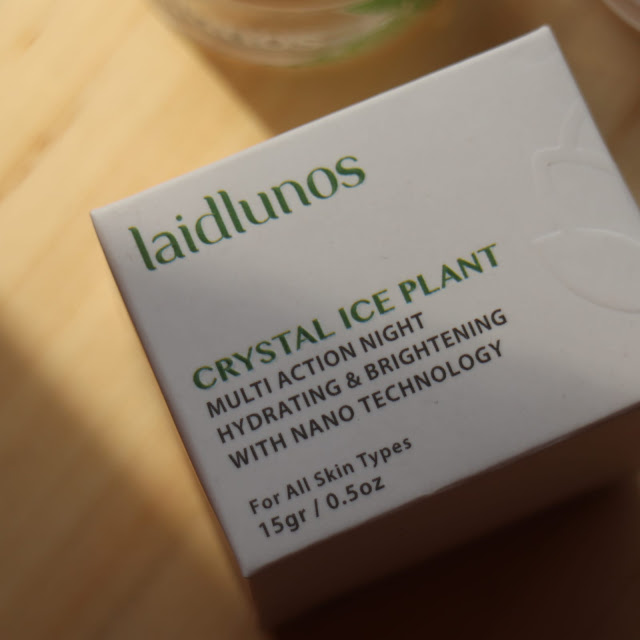 laidlunos
CRYSTAL ICE PLANT
MULTI ACTION NIGHT
HYDRATING & BRIGHTENING
WITH NANO TECHNOLOGY
For All Skin Types
15gr / 0.5oz